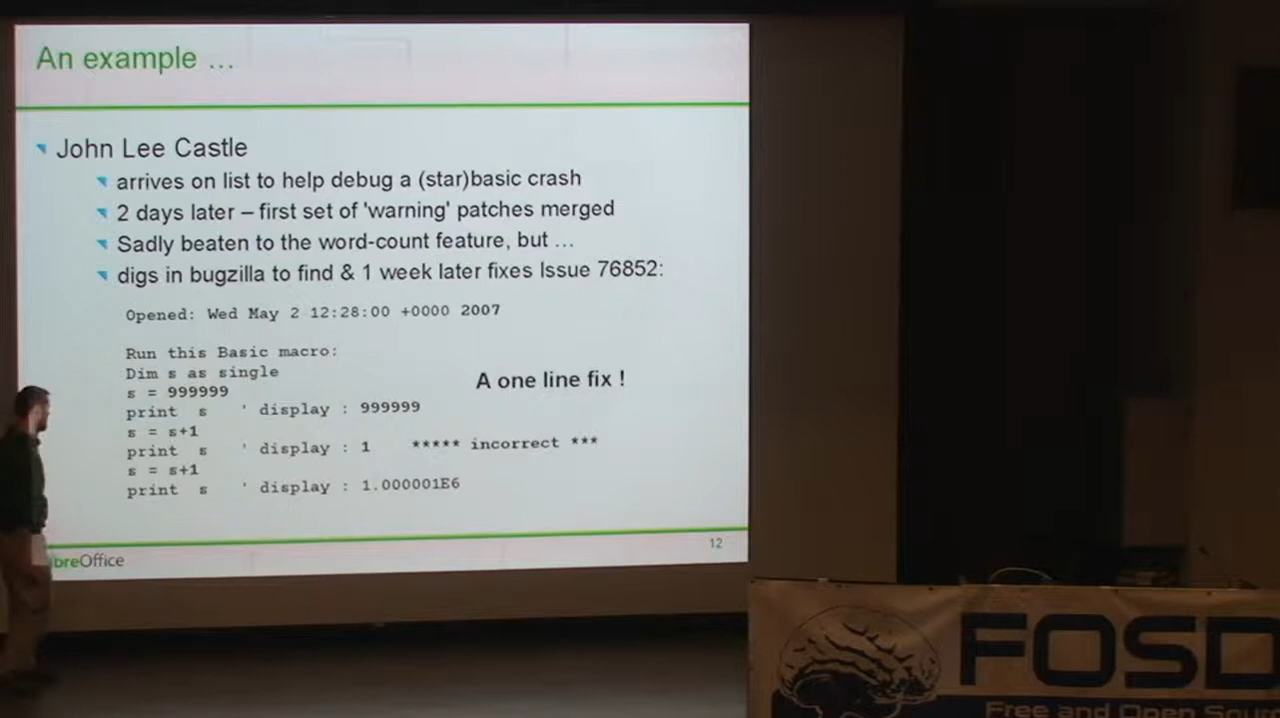 An example …
John Lee Castle
arrives on list to help debug a (star)basic crash
2 days later – first set of 'warning' patches merged
Sadly beaten to the word-count feature, but …
digs in bugzilla to find & 1 week later fixes Issue 76852:
Opened: Wed May 2 12:28:00 +0000 2007
Run this Basic macro:
Dim s as single
A one line fix !
s = 999999
print s ' display : 999999
s = s+1
print s ' display : 1 ***** incorrect ***
s = s+1
print s ' display : 1.000001E6
12
breOffice
FOSD
Free and Open Sour